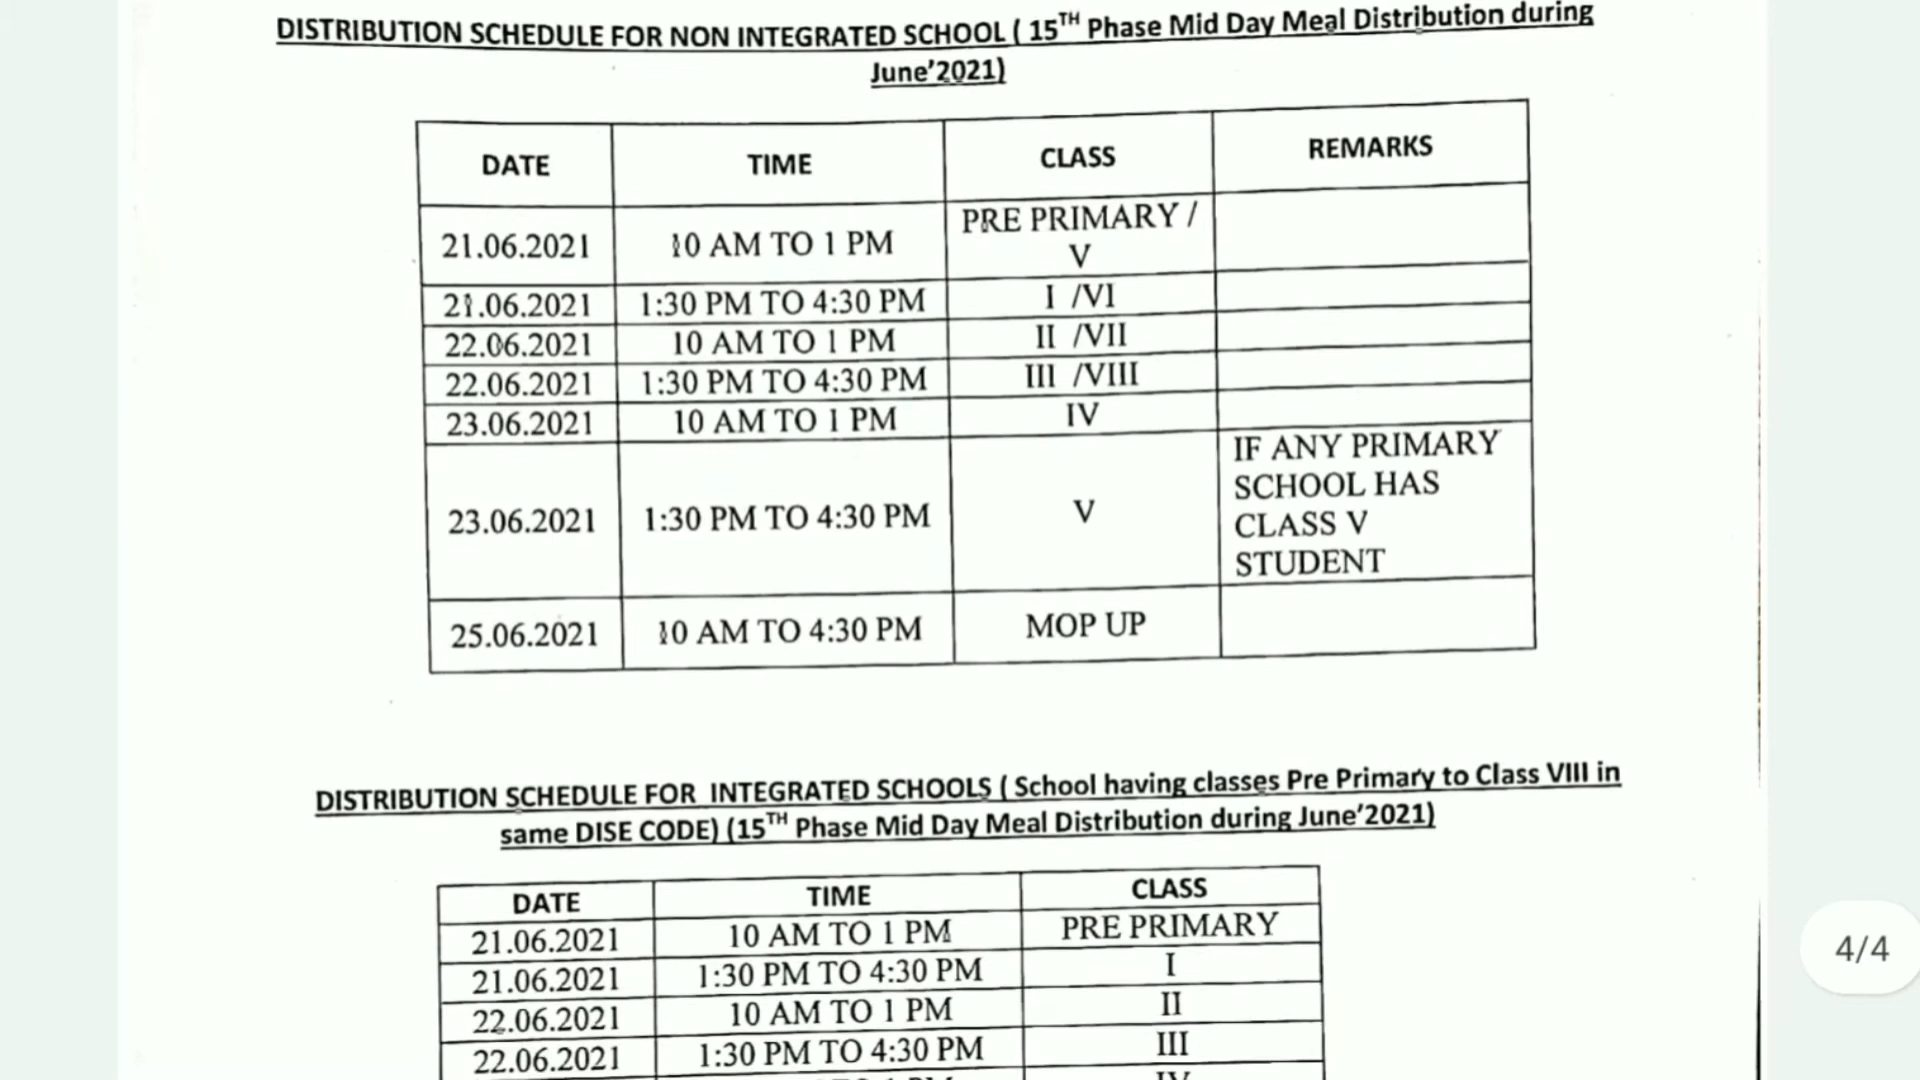 DISTRIBUTION SCHEDULE FOR NON INTEGRATED SCHOOL ( 15TH Phase Mid Day Meal Distribution during
June'2021)
DATE TIME CLASS REMARKS
21.06.2021 10 AM TO 1 PM PRE PRIMARY / V
21.06.2021 1:30 PM TO 4:30 PM I /VI
22.06.2021 10 AM TO 1 PM II /VII
22.06.2021 1:30 PM TO 4:30 PM III /VIII
23.06.2021 10 AM TO 1 PM IV
23.06.2021 1:30 PM TO 4:30 PM V IF ANY PRIMARY
SCHOOL HAS
CLASS V
STUDENT
25.06.2021 10 AM TO 4:30 PM MOP UP
DISTRIBUTION SCHEDULE FOR INTEGRATED SCHOOLS ( School having classes Pre Primary to Class VIII in
same DISE CODE) (15TH Phase Mid Day Meal Distribution during June'2021)
DATE TIME CLASS
21.06.2021 10 AM TO 1 PM PRE PRIMARY
21.06.2021 1:30 PM TO 4:30 PM I
22.06.2021 10 AM TO 1 PM II
22.06.2021 1:30 PM TO 4:30 PM III
4/4